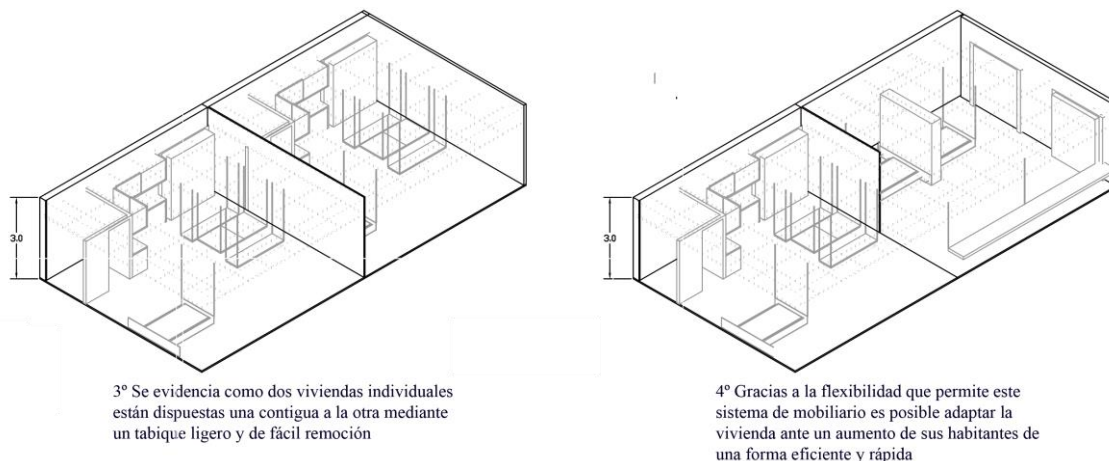 3.0
3.0
3º Se evidencia como dos viviendas individuales
están dispuestas una contigua a la otra mediante
un tabique ligero y de fácil remoción
4º Gracias a la flexibilidad que permite este
sistema de mobiliario es posible adaptar la
vivienda ante un aumento de sus habitantes de
una forma eficiente y rápida